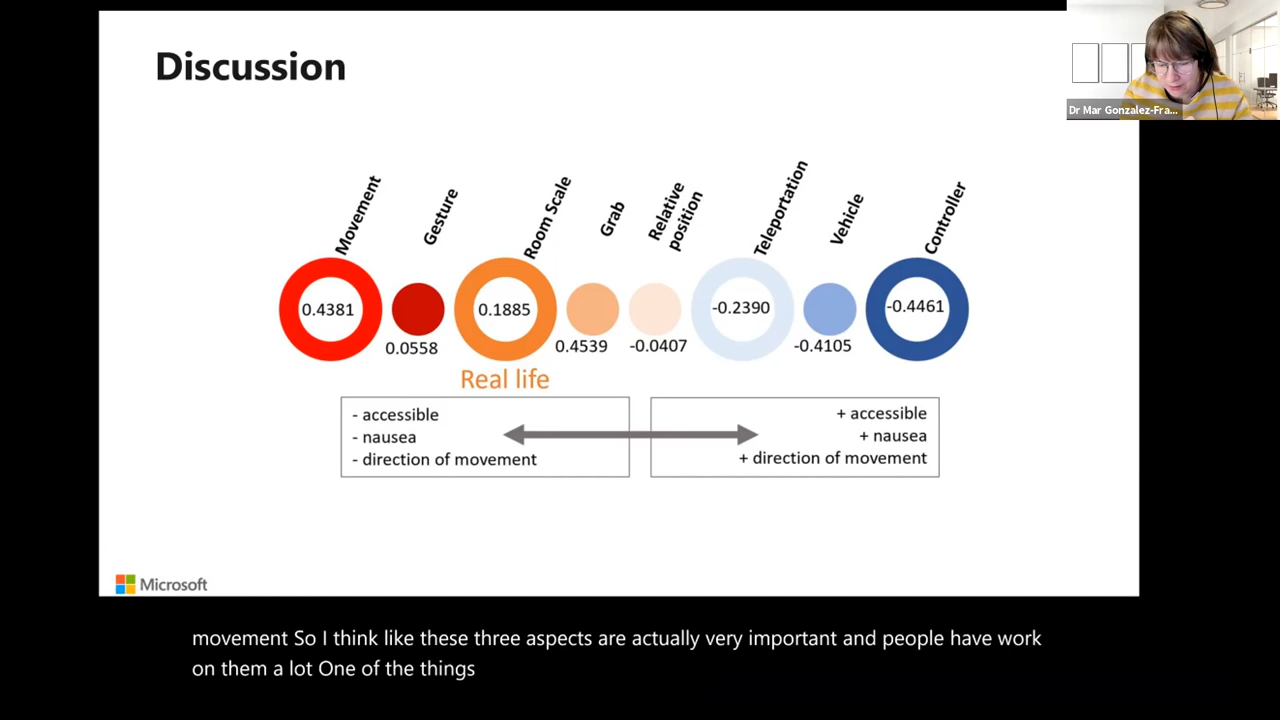 Discussion
Dr Mar Gonzalez-Fra...
Movement
Gesture
Room Scale
Grab
Relative
position
Teleportation
Vehicle
Controller
0.4381
0.0558
0.1885
0.4539
-0.0407
-0.2390
-0.4105
-0.4461
Real life
- accessible
- nausea
- direction of movement
+ accessible
+ nausea
+ direction of movement
Microsoft
movement So I think like these three aspects are actually very important and people have work
on them a lot One of the things